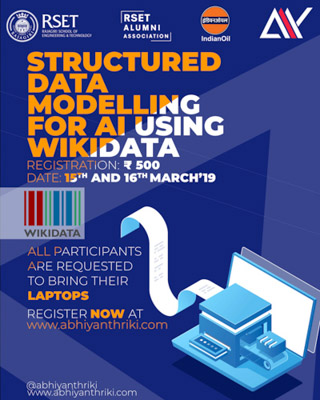 RSET
RAJAGIRI SCHOOL OF
ENGINEERING & TECHNOLOGY
RSET
ALUMNI
ASSOCIATION
इंडियनऑयल
IndianOil
STRUCTURED
DATA
MODELLING
FOR AI USING
WIKIDATA
REGISTRATION: ₹ 500
DATE: 15TH AND 16TH MARCH'19
WIKIDATA
ALL PARTICIPANTS
ARE REQUESTED
TO BRING THEIR
LAPTOPS
REGISTER NOW AT
www.abhiyanthriki.com
@abhiyanthriki
www.abhiyanthriki.com